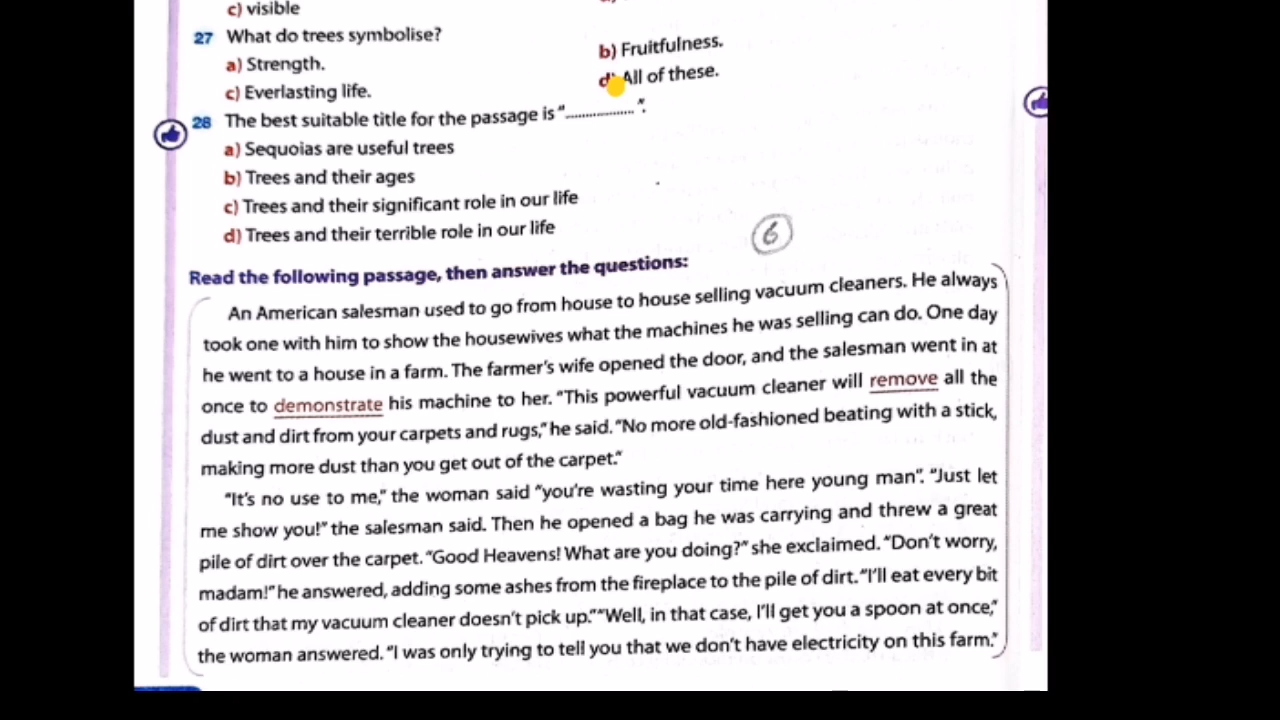 c) visible
27 What do trees symbolise?
a) Strength.
b) Fruitfulness.
c) Everlasting life.
d) All of these.
28 The best suitable title for the passage is "................".
a) Sequoias are useful trees
b) Trees and their ages
c) Trees and their significant role in our life
d) Trees and their terrible role in our life
6
Read the following passage, then answer the questions:
An American salesman used to go from house to house selling vacuum cleaners. He always
took one with him to show the housewives what the machines he was selling can do. One day
he went to a house in a farm. The farmer's wife opened the door, and the salesman went in at
once to demonstrate his machine to her. "This powerful vacuum cleaner will remove all the
dust and dirt from your carpets and rugs," he said. "No more old-fashioned beating with a stick,
making more dust than you get out of the carpet."
"It's no use to me," the woman said "you're wasting your time here young man". "Just let
me show you!" the salesman said. Then he opened a bag he was carrying and threw a great
pile of dirt over the carpet. "Good Heavens! What are you doing?" she exclaimed. "Don't worry,
madam!" he answered, adding some ashes from the fireplace to the pile of dirt. "I'll eat every bit
of dirt that my vacuum cleaner doesn't pick up." "Well, in that case, I'll get you a spoon at once,"
the woman answered. "I was only trying to tell you that we don't have electricity on this farm."